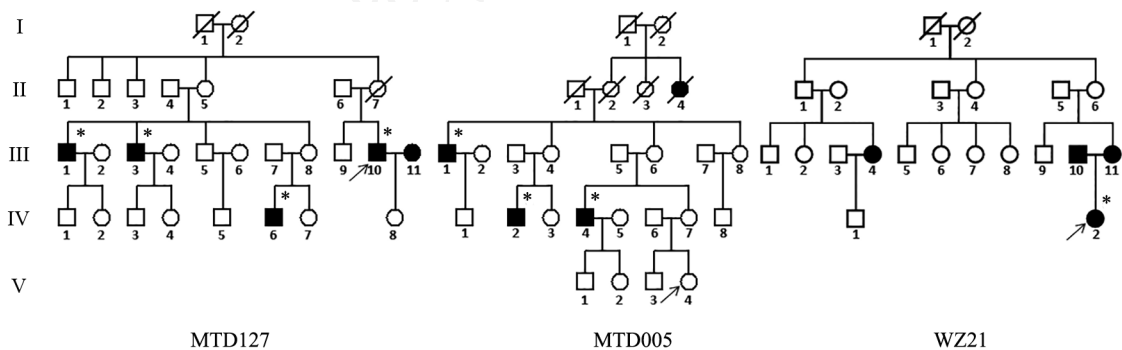 I
1 2 1 2 1 2
II
1 2 3 4 5 6 7 1 2 3 4 1 2 3 4 5 6
* * * *
III
1 2 3 4 5 6 7 8 9 10 11 1 2 3 4 5 6 7 8 1 2 3 4 5 6 7 8 9 10 11
* * * *
IV
1 2 3 4 5 6 7 8 1 2 3 4 5 6 7 8 1 2
V
1 2 3 4
MTD127 MTD005 WZ21